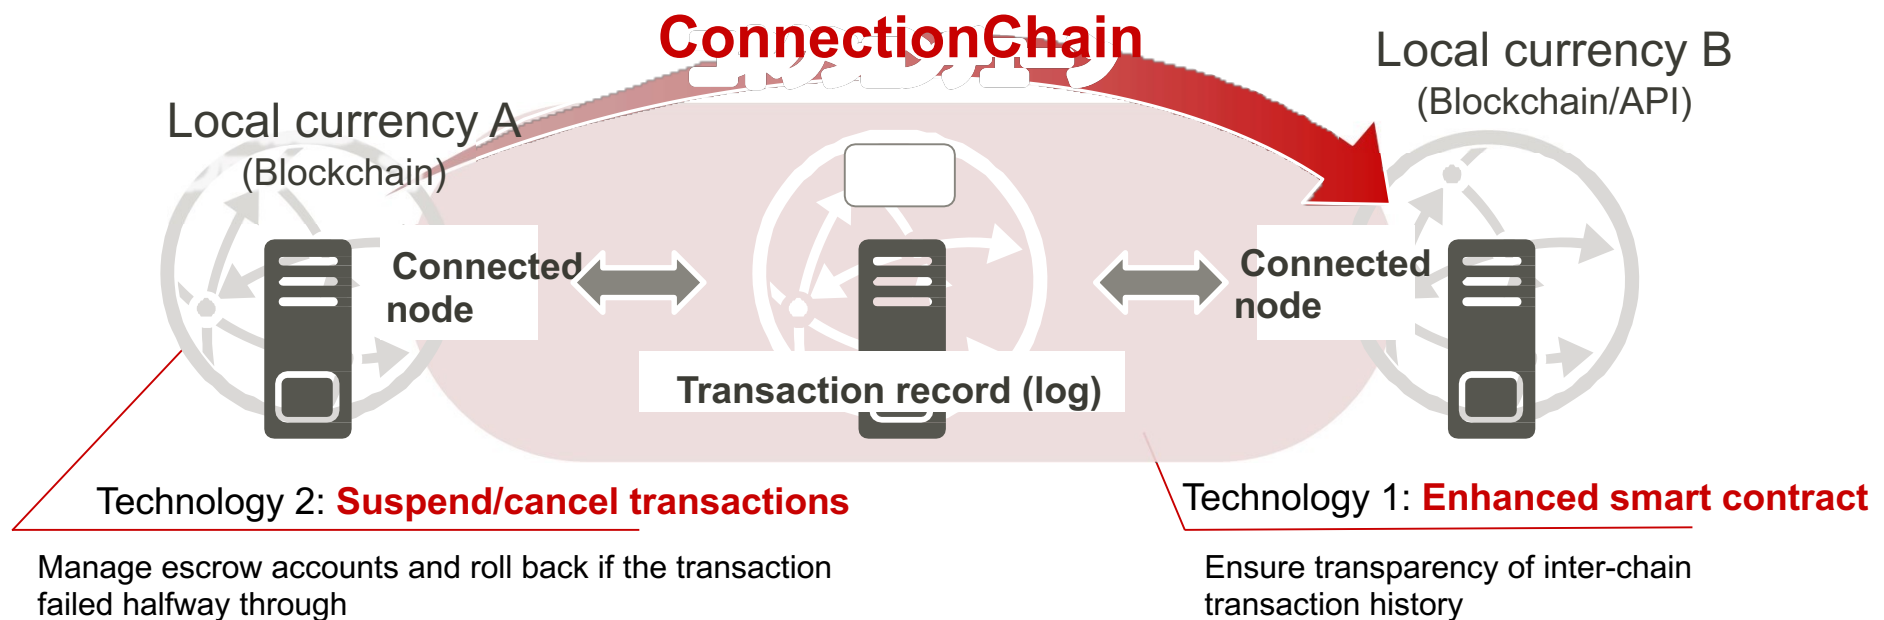 ConnectionChain
Local currency A
(Blockchain)
Local currency B
(Blockchain/API)
Connected
node
Connected
node
Transaction record (log)
Technology 2: Suspend/cancel transactions
Manage escrow accounts and roll back if the transaction
failed halfway through
Technology 1: Enhanced smart contract
Ensure transparency of inter-chain
transaction history